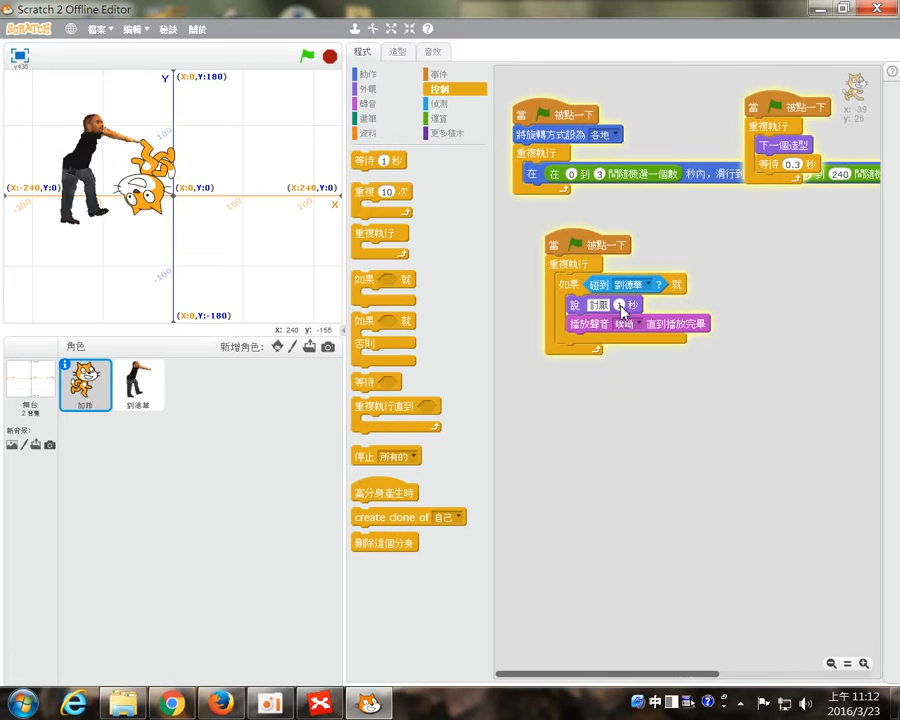 Scratch 2 Offline Editor
SCRATCH 檔案 編輯 秘訣 關於
v436
Y (X:0,Y:180)
100
(X:-240,Y:0) (X:0,Y:0) (X:240,Y:0)
-200 100 200 X
-100
(X:0,Y:-180)
x: 240 y: -155
角色 新增角色:
舞台
2 背景
新背景:
加菲
劉德華
程式 造型 音效
動作 事件
外觀 控制
聲音 偵測
畫筆 運算
資料 更多積木
等待 1 秒
重複 10 次
重複執行
如果 就
如果 就
否則
等待
重複執行直到
停止 所有的
當分身產生時
create clone of 自己
刪除這個分身
當 被點一下
將旋轉方式設為 各地
重複執行
在 在 0 到 3 間隨機選一個數 秒內，滑行到
當 被點一下
重複執行
下一個造型
等待 0.3 秒
到 240 間隨機
x: -39
y: 26
當 被點一下
重複執行
如果 碰到 劉德華 ? 就
說 討厭 1 秒
播放聲音 直到播放完畢
中
上午 11:12
2016/3/23